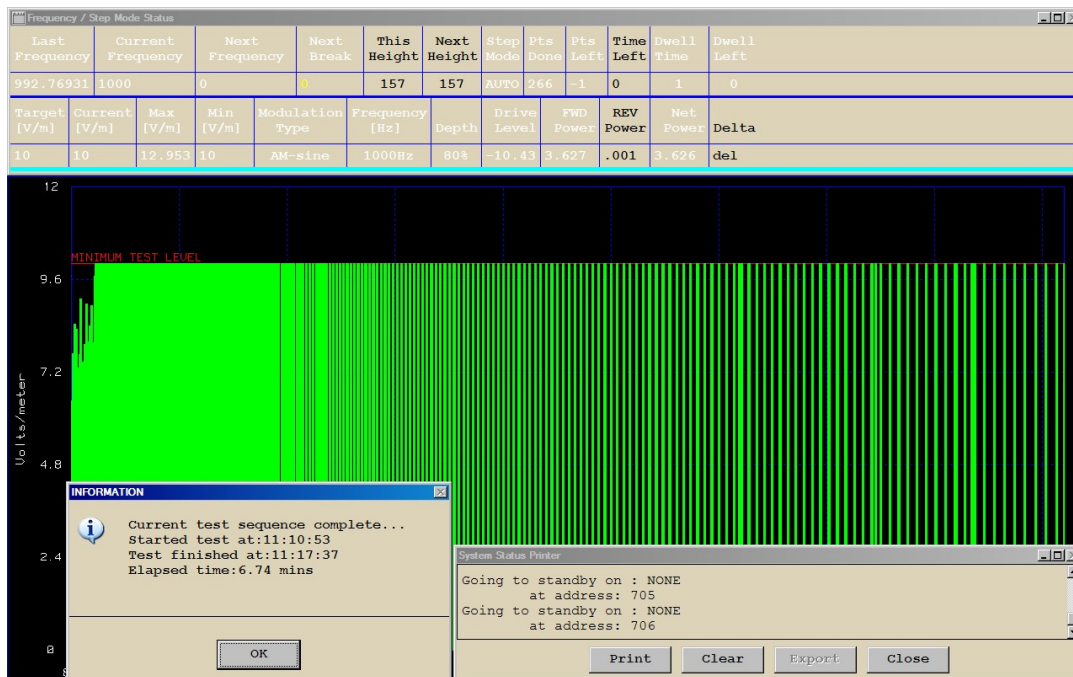 Frequency / Step Mode Status
Last Frequency Current Frequency Next Frequency Next Break This Height Next Height Step Mode Pts Done Pts Left Time Left Dwell Time Dwell Left
992.76931 1000 0 0 157 157 AUTO 266 -1 0 1 0
Target [V/m] Current [V/m] Max [V/m] Min [V/m] Modulation Type Frequency [Hz] Depth Drive Level FWD Power REV Power Net Power Delta
10 10 12.953 10 AM-sine 1000Hz 80% -10.43 3.627 .001 3.626 del
12
MINIMUM TEST LEVEL
9.6
7.2
Volts/meter
4.8
2.4
0
INFORMATION
Current test sequence complete...
Started test at:11:10:53
Test finished at:11:17:37
Elapsed time:6.74 mins
OK
System Status Printer
Going to standby on : NONE
at address: 705
Going to standby on : NONE
at address: 706
Print Clear Export Close